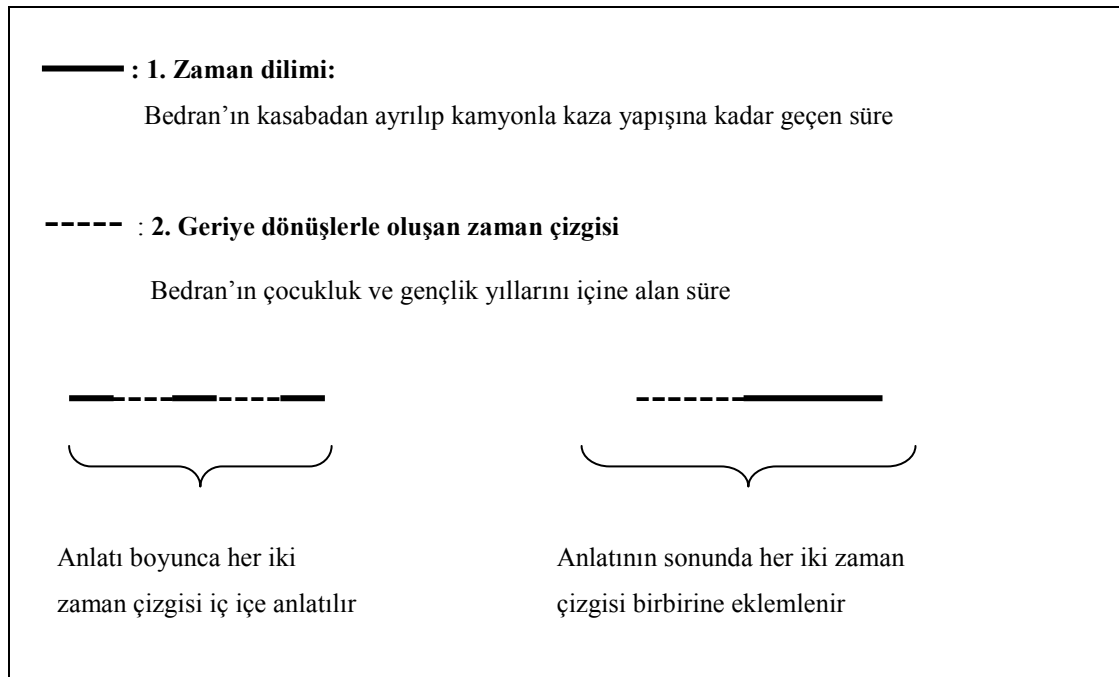 : 1. Zaman dilimi:
Bedran’ın kasabadan ayrılıp kamyonla kaza yapışına kadar geçen süre
: 2. Geriye dönüşlerle oluşan zaman çizgisi
Bedran’ın çocukluk ve gençlik yıllarını içine alan süre
Anlatı boyunca her iki
zaman çizgisi iç içe anlatılır
Anlatının sonunda her iki zaman
çizgisi birbirine eklemlenir